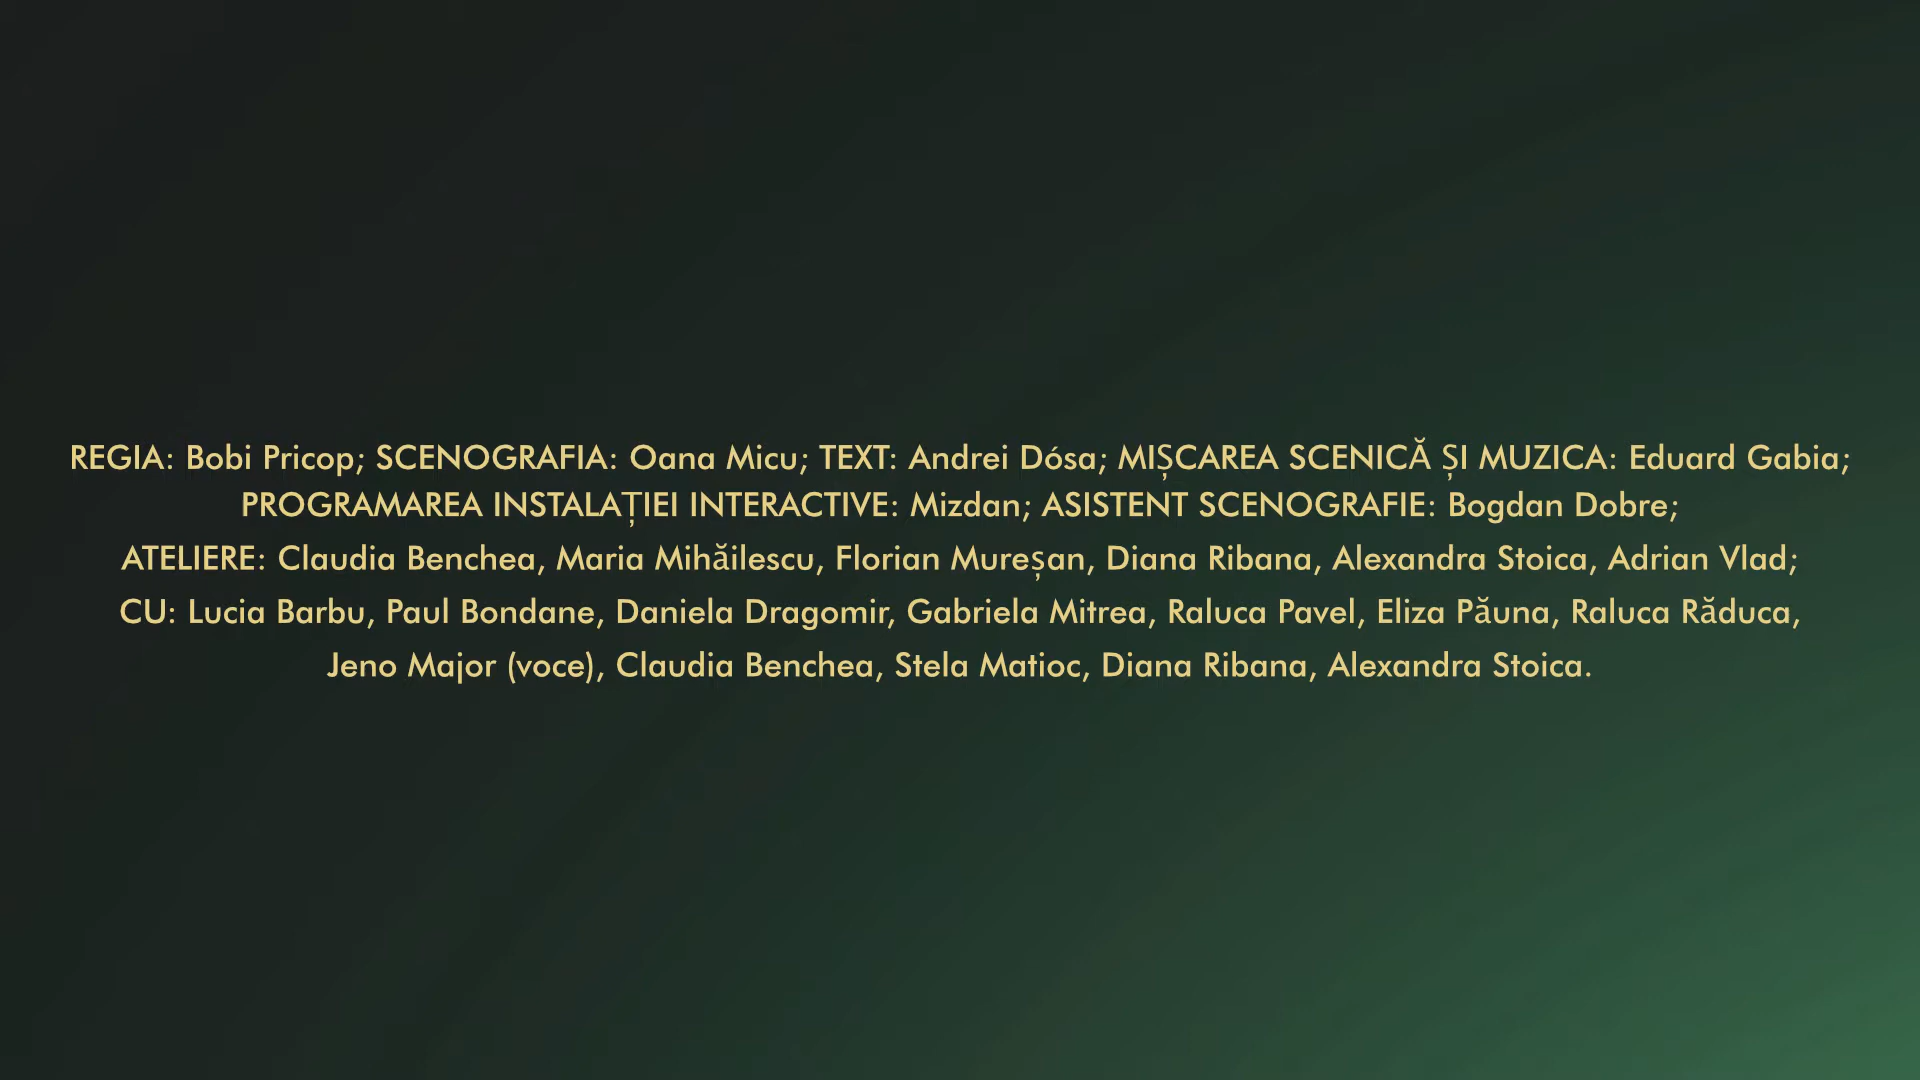 REGIA: Bobi Pricop; SCENOGRAFIA: Oana Micu; TEXT: Andrei Dósa; MIȘCAREA SCENICĂ ȘI MUZICA: Eduard Gabia;
PROGRAMAREA INSTALAȚIEI INTERACTIVE: Mizdan; ASISTENT SCENOGRAFIE: Bogdan Dobre;
ATELIERE: Claudia Benchea, Maria Mihăilescu, Florian Mureșan, Diana Ribana, Alexandra Stoica, Adrian Vlad;
CU: Lucia Barbu, Paul Bondane, Daniela Dragomir, Gabriela Mitrea, Raluca Pavel, Eliza Păuna, Raluca Răduca,
Jeno Major (voce), Claudia Benchea, Stela Matioc, Diana Ribana, Alexandra Stoica.